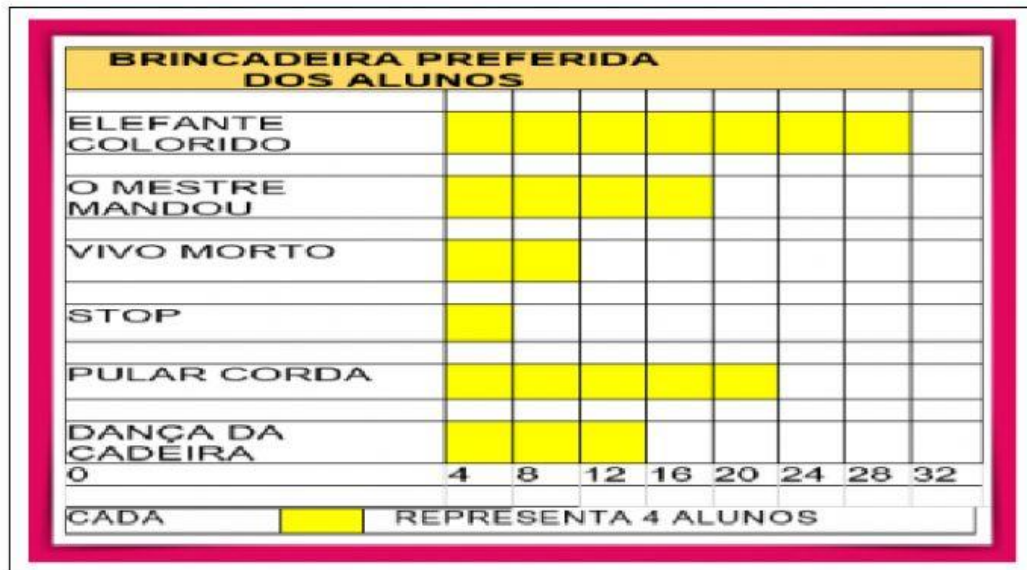 BRINCADEIRA PREFERIDA
DOS ALUNOS
ELEFANTE
COLORIDO
O MESTRE
MANDOU
VIVO MORTO
STOP
PULAR CORDA
DANÇA DA
CADEIRA
0 4 8 12 16 20 24 28 32
CADA REPRESENTA 4 ALUNOS